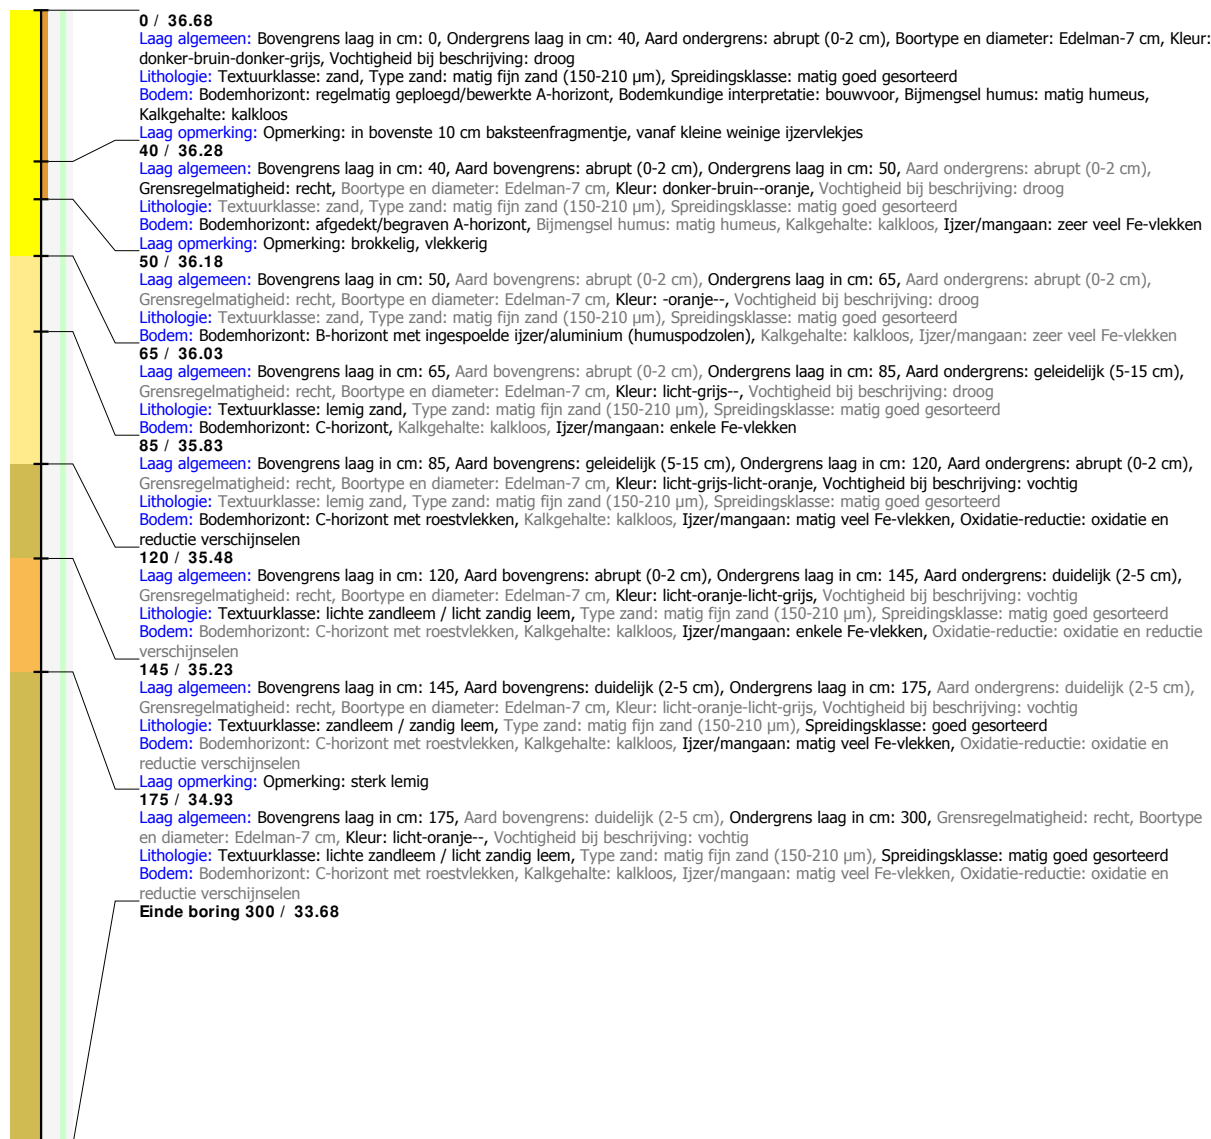 0 / 36.68
Laag algemeen: Bovengrens laag in cm: 0, Ondergrens laag in cm: 40, Aard ondergrens: abrupt (0-2 cm), Boortype en diameter: Edelman-7 cm, Kleur:
donker-bruin-donker-grijs, Vochtigheid bij beschrijving: droog
Lithologie: Textuurklasse: zand, Type zand: matig fijn zand (150-210 µm), Spreidingsklasse: matig goed gesorteerd
Bodem: Bodemhorizont: regelmatig geploegd/bewerkte A-horizont, Bodemkundige interpretatie: bouwvoor, Bijmengsel humus: matig humeus,
Kalkgehalte: kalkloos
Laag opmerking: Opmerking: in bovenste 10 cm baksteenfragmentje, vanaf kleine weinige ijzervlekjes
40 / 36.28
Laag algemeen: Bovengrens laag in cm: 40, Aard bovengrens: abrupt (0-2 cm), Ondergrens laag in cm: 50, Aard ondergrens: abrupt (0-2 cm),
Grensregelmatigheid: recht, Boortype en diameter: Edelman-7 cm, Kleur: donker-bruin--oranje, Vochtigheid bij beschrijving: droog
Lithologie: Textuurklasse: zand, Type zand: matig fijn zand (150-210 µm), Spreidingsklasse: matig goed gesorteerd
Bodem: Bodemhorizont: afgedekt/begraven A-horizont, Bijmengsel humus: matig humeus, Kalkgehalte: kalkloos, Ijzer/mangaan: zeer veel Fe-vlekken
Laag opmerking: Opmerking: brokkelig, vlekkerig
50 / 36.18
Laag algemeen: Bovengrens laag in cm: 50, Aard bovengrens: abrupt (0-2 cm), Ondergrens laag in cm: 65, Aard ondergrens: abrupt (0-2 cm),
Grensregelmatigheid: recht, Boortype en diameter: Edelman-7 cm, Kleur: -oranje--, Vochtigheid bij beschrijving: droog
Lithologie: Textuurklasse: zand, Type zand: matig fijn zand (150-210 µm), Spreidingsklasse: matig goed gesorteerd
Bodem: Bodemhorizont: B-horizont met ingespoelde ijzer/aluminium (humuspodzolen), Kalkgehalte: kalkloos, Ijzer/mangaan: zeer veel Fe-vlekken
65 / 36.03
Laag algemeen: Bovengrens laag in cm: 65, Aard bovengrens: abrupt (0-2 cm), Ondergrens laag in cm: 85, Aard ondergrens: geleidelijk (5-15 cm),
Grensregelmatigheid: recht, Boortype en diameter: Edelman-7 cm, Kleur: licht-grijs--, Vochtigheid bij beschrijving: droog
Lithologie: Textuurklasse: lemig zand, Type zand: matig fijn zand (150-210 µm), Spreidingsklasse: matig goed gesorteerd
Bodem: Bodemhorizont: C-horizont, Kalkgehalte: kalkloos, Ijzer/mangaan: enkele Fe-vlekken
85 / 35.83
Laag algemeen: Bovengrens laag in cm: 85, Aard bovengrens: geleidelijk (5-15 cm), Ondergrens laag in cm: 120, Aard ondergrens: abrupt (0-2 cm),
Grensregelmatigheid: recht, Boortype en diameter: Edelman-7 cm, Kleur: licht-grijs-licht-oranje, Vochtigheid bij beschrijving: vochtig
Lithologie: Textuurklasse: lemig zand, Type zand: matig fijn zand (150-210 µm), Spreidingsklasse: matig goed gesorteerd
Bodem: Bodemhorizont: C-horizont met roestvlekken, Kalkgehalte: kalkloos, Ijzer/mangaan: matig veel Fe-vlekken, Oxidatie-reductie: oxidatie en
reductie verschijnselen
120 / 35.48
Laag algemeen: Bovengrens laag in cm: 120, Aard bovengrens: abrupt (0-2 cm), Ondergrens laag in cm: 145, Aard ondergrens: duidelijk (2-5 cm),
Grensregelmatigheid: recht, Boortype en diameter: Edelman-7 cm, Kleur: licht-oranje-licht-grijs, Vochtigheid bij beschrijving: vochtig
Lithologie: Textuurklasse: lichte zandleem / licht zandig leem, Type zand: matig fijn zand (150-210 µm), Spreidingsklasse: matig goed gesorteerd
Bodem: Bodemhorizont: C-horizont met roestvlekken, Kalkgehalte: kalkloos, Ijzer/mangaan: enkele Fe-vlekken, Oxidatie-reductie: oxidatie en reductie
verschijnselen
145 / 35.23
Laag algemeen: Bovengrens laag in cm: 145, Aard bovengrens: duidelijk (2-5 cm), Ondergrens laag in cm: 175, Aard ondergrens: duidelijk (2-5 cm),
Grensregelmatigheid: recht, Boortype en diameter: Edelman-7 cm, Kleur: licht-oranje-licht-grijs, Vochtigheid bij beschrijving: vochtig
Lithologie: Textuurklasse: zandleem / zandig leem, Type zand: matig fijn zand (150-210 µm), Spreidingsklasse: goed gesorteerd
Bodem: Bodemhorizont: C-horizont met roestvlekken, Kalkgehalte: kalkloos, Ijzer/mangaan: matig veel Fe-vlekken, Oxidatie-reductie: oxidatie en
reductie verschijnselen
Laag opmerking: Opmerking: sterk lemig
175 / 34.93
Laag algemeen: Bovengrens laag in cm: 175, Aard bovengrens: duidelijk (2-5 cm), Ondergrens laag in cm: 300, Grensregelmatigheid: recht, Boortype
en diameter: Edelman-7 cm, Kleur: licht-oranje--, Vochtigheid bij beschrijving: vochtig
Lithologie: Textuurklasse: lichte zandleem / licht zandig leem, Type zand: matig fijn zand (150-210 µm), Spreidingsklasse: matig goed gesorteerd
Bodem: Bodemhorizont: C-horizont met roestvlekken, Kalkgehalte: kalkloos, Ijzer/mangaan: matig veel Fe-vlekken, Oxidatie-reductie: oxidatie en
reductie verschijnselen
Einde boring 300 / 33.68